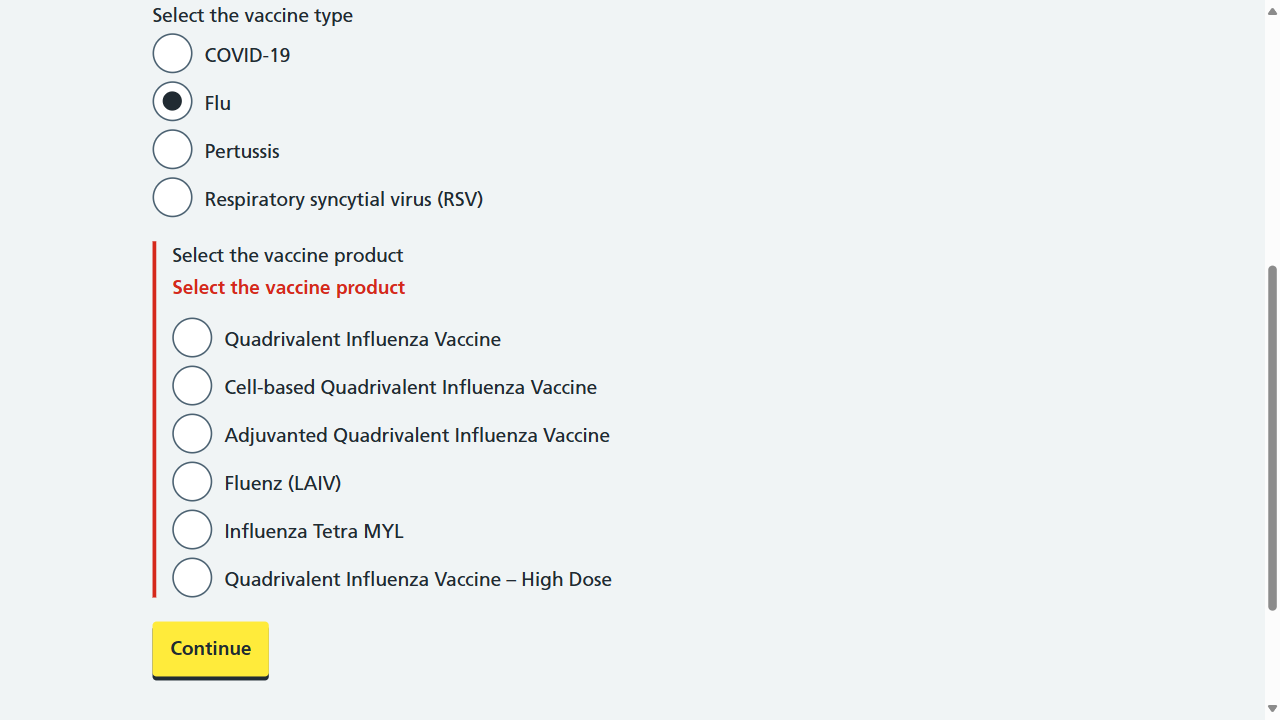 Select the vaccine type
COVID-19
Flu
Pertussis
Respiratory syncytial virus (RSV)
Select the vaccine product
Select the vaccine product
Quadrivalent Influenza Vaccine
Cell-based Quadrivalent Influenza Vaccine
Adjuvanted Quadrivalent Influenza Vaccine
Fluenz (LAIV)
Influenza Tetra MYL
Quadrivalent Influenza Vaccine – High Dose
Continue